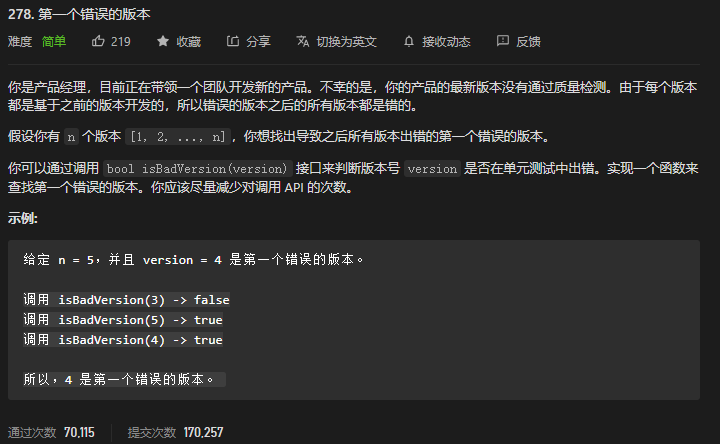 278. 第一个错误的版本
难度 简单 219 收藏 分享 切换为英文 接收动态 反馈
你是产品经理，目前正在带领一个团队开发新的产品。不幸的是，你的产品的最新版本没有通过质量检测。由于每个版本
都是基于之前的版本开发的，所以错误的版本之后的所有版本都是错的。
假设你有 n 个版本 [1, 2, ..., n]，你想找出导致之后所有版本出错的第一个错误的版本。
你可以通过调用 bool isBadVersion(version) 接口来判断版本号 version 是否在单元测试中出错。实现一个函数来
查找第一个错误的版本。你应该尽量减少对调用 API 的次数。
示例:
给定 n = 5，并且 version = 4 是第一个错误的版本。
调用 isBadVersion(3) -> false
调用 isBadVersion(5) -> true
调用 isBadVersion(4) -> true
所以，4 是第一个错误的版本。
通过次数 70,115 提交次数 170,257